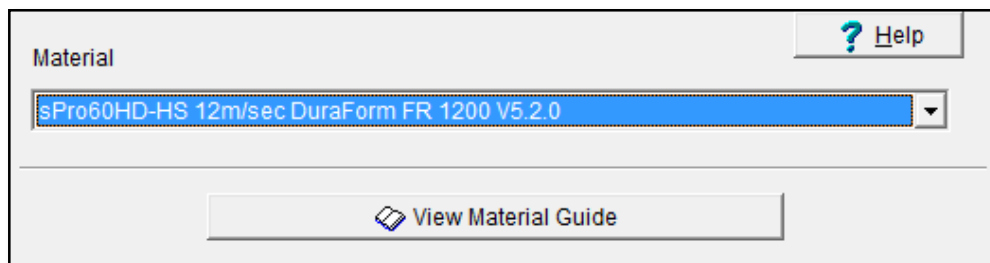 Help
Material
sPro60HD-HS 12m/sec DuraForm FR 1200 V5.2.0
View Material Guide